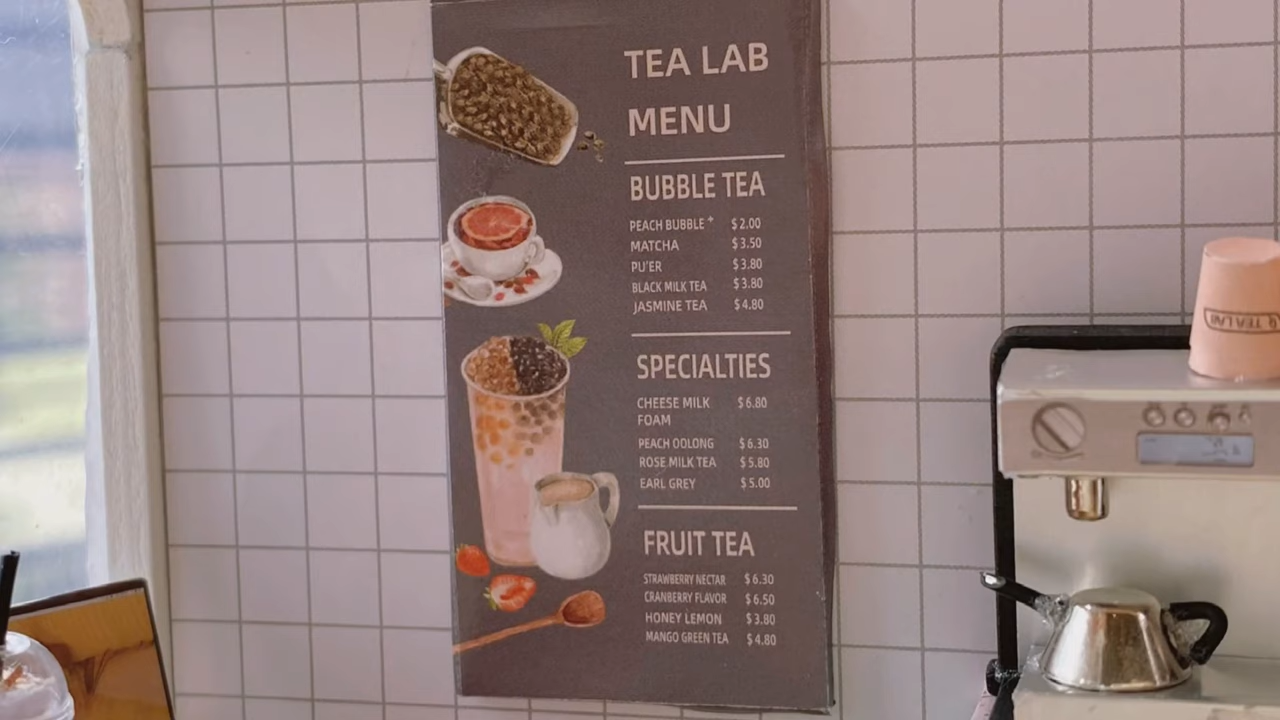 TEA LAB
MENU
BUBBLE TEA
PEACH BUBBLE + $2.00
MATCHA $3.50
PU'ER $3.80
BLACK MILK TEA $3.80
JASMINE TEA $4.80
SPECIALTIES
CHEESE MILK $6.80
FOAM
PEACH OOLONG $6.30
ROSE MILK TEA $5.80
EARL GREY $5.00
FRUIT TEA
STRAWBERRY NECTAR $6.30
CRANBERRY FLAVOR $6.50
HONEY LEMON $3.80
MANGO GREEN TEA $4.80
TEA LAB